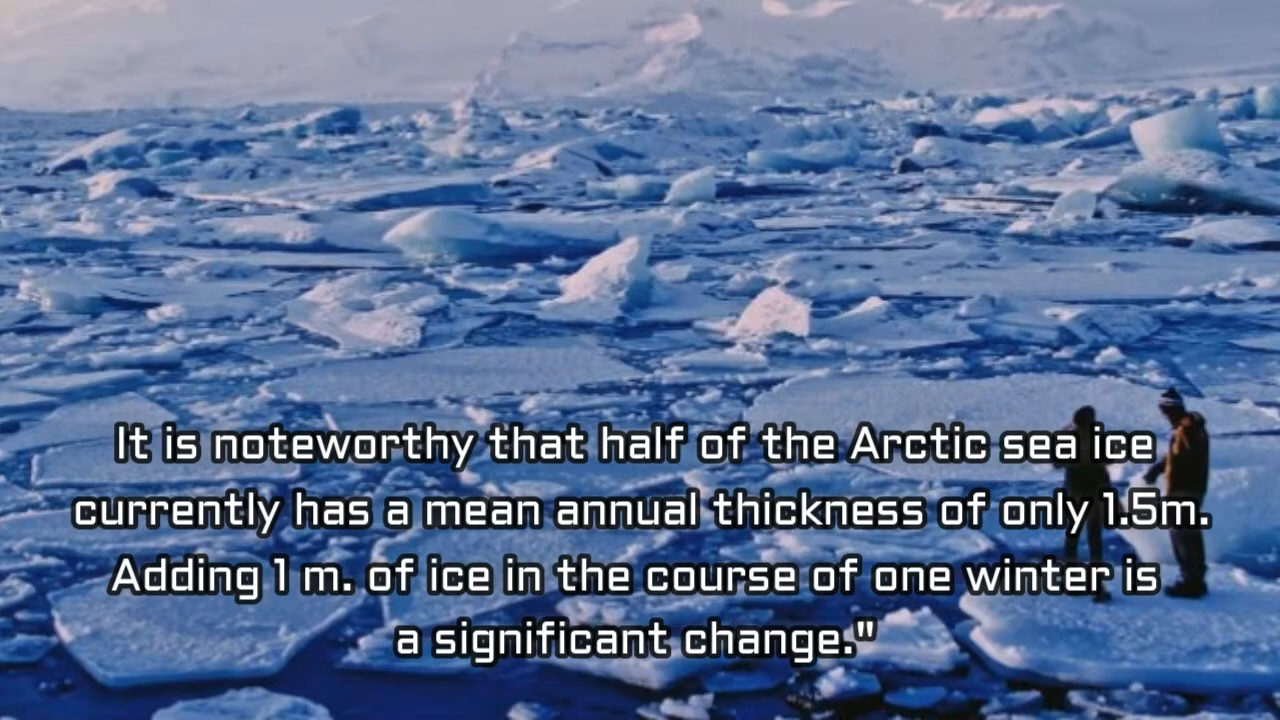 It is noteworthy that half of the Arctic sea ice
currently has a mean annual thickness of only 1.5m.
Adding 1 m. of ice in the course of one winter is
a significant change."